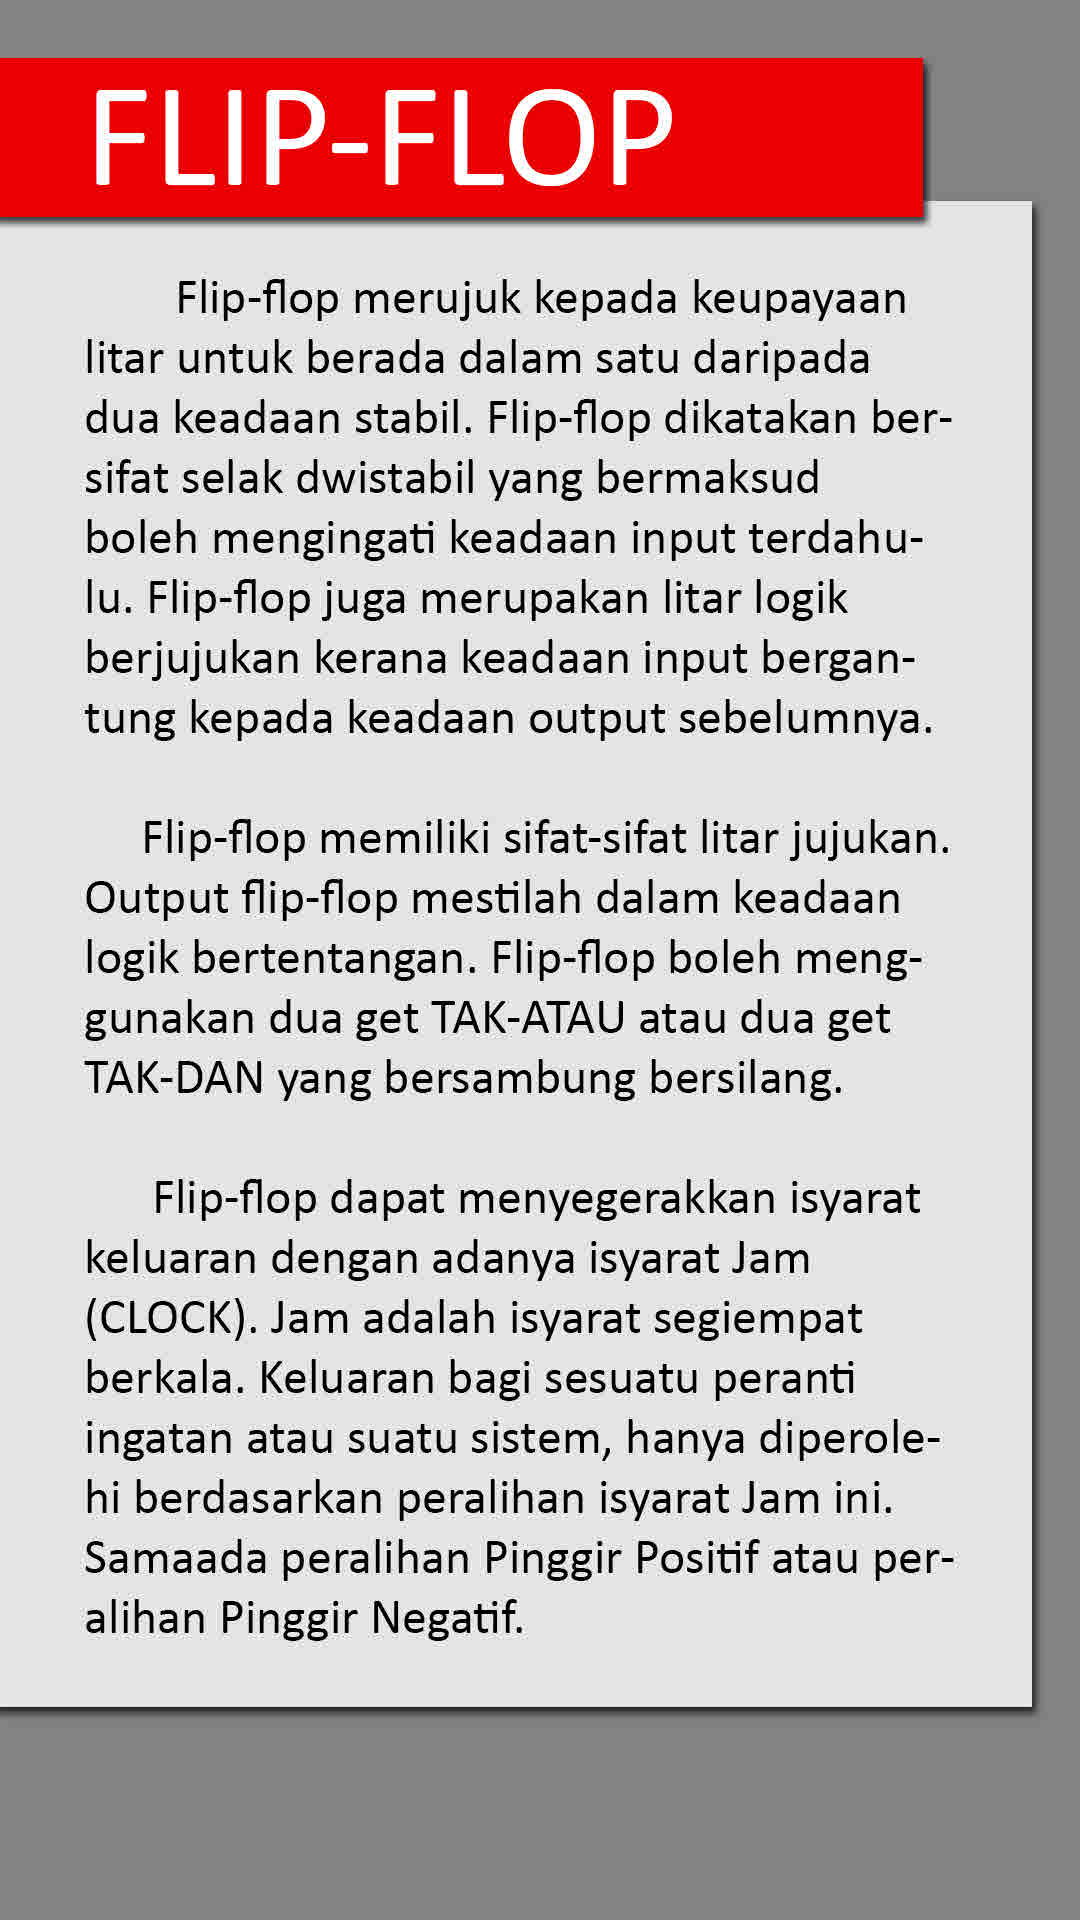 FLIP-FLOP
Flip-flop merujuk kepada keupayaan
litar untuk berada dalam satu daripada
dua keadaan stabil. Flip-flop dikatakan ber-
sifat selak dwistabil yang bermaksud
boleh mengingati keadaan input terdahu-
lu. Flip-flop juga merupakan litar logik
berjujukan kerana keadaan input bergan-
tung kepada keadaan output sebelumnya.
Flip-flop memiliki sifat-sifat litar jujukan.
Output flip-flop mestilah dalam keadaan
logik bertentangan. Flip-flop boleh meng-
gunakan dua get TAK-ATAU atau dua get
TAK-DAN yang bersambung bersilang.
Flip-flop dapat menyegerakkan isyarat
keluaran dengan adanya isyarat Jam
(CLOCK). Jam adalah isyarat segiempat
berkala. Keluaran bagi sesuatu peranti
ingatan atau suatu sistem, hanya diperole-
hi berdasarkan peralihan isyarat Jam ini.
Samaada peralihan Pinggir Positif atau per-
alihan Pinggir Negatif.